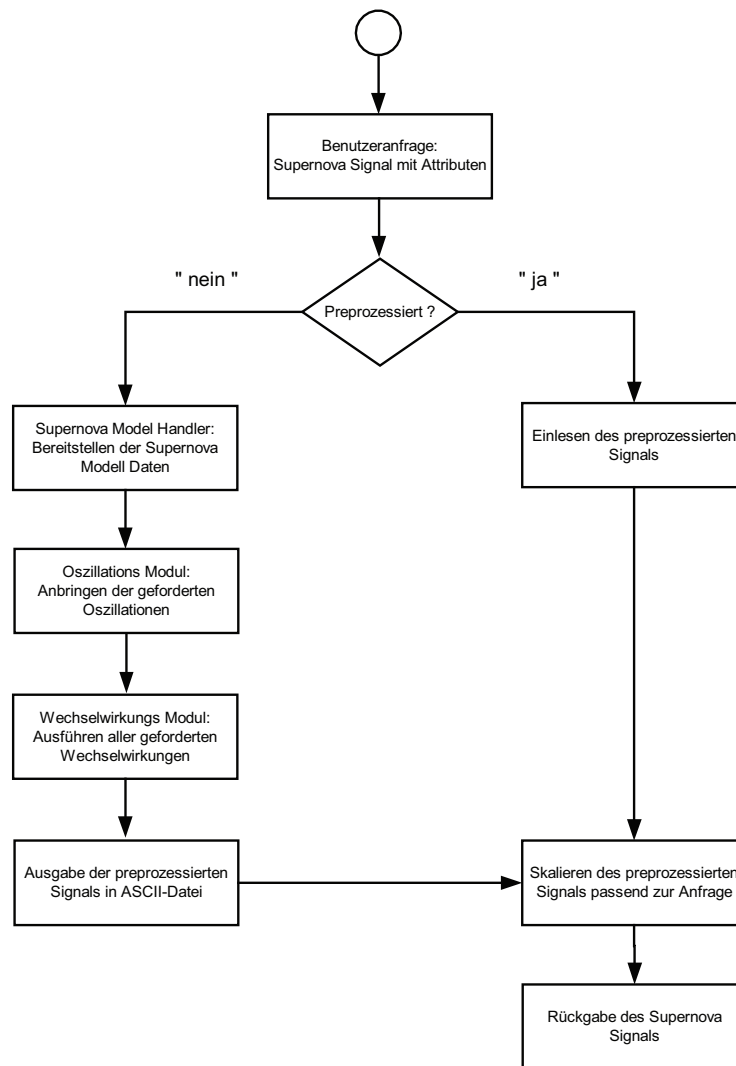 Benutzeranfrage:
Supernova Signal mit Attributen
" nein "
" ja "
Preprozessiert ?
Supernova Model Handler:
Bereitstellen der Supernova
Modell Daten
Einlesen des preprozessierten
Signals
Oszillations Modul:
Anbringen der geforderten
Oszillationen
Wechselwirkungs Modul:
Ausführen aller geforderten
Wechselwirkungen
Ausgabe der preprozessierten
Signals in ASCII-Datei
Skalieren des preprozessierten
Signals passend zur Anfrage
Rückgabe des Supernova
Signals